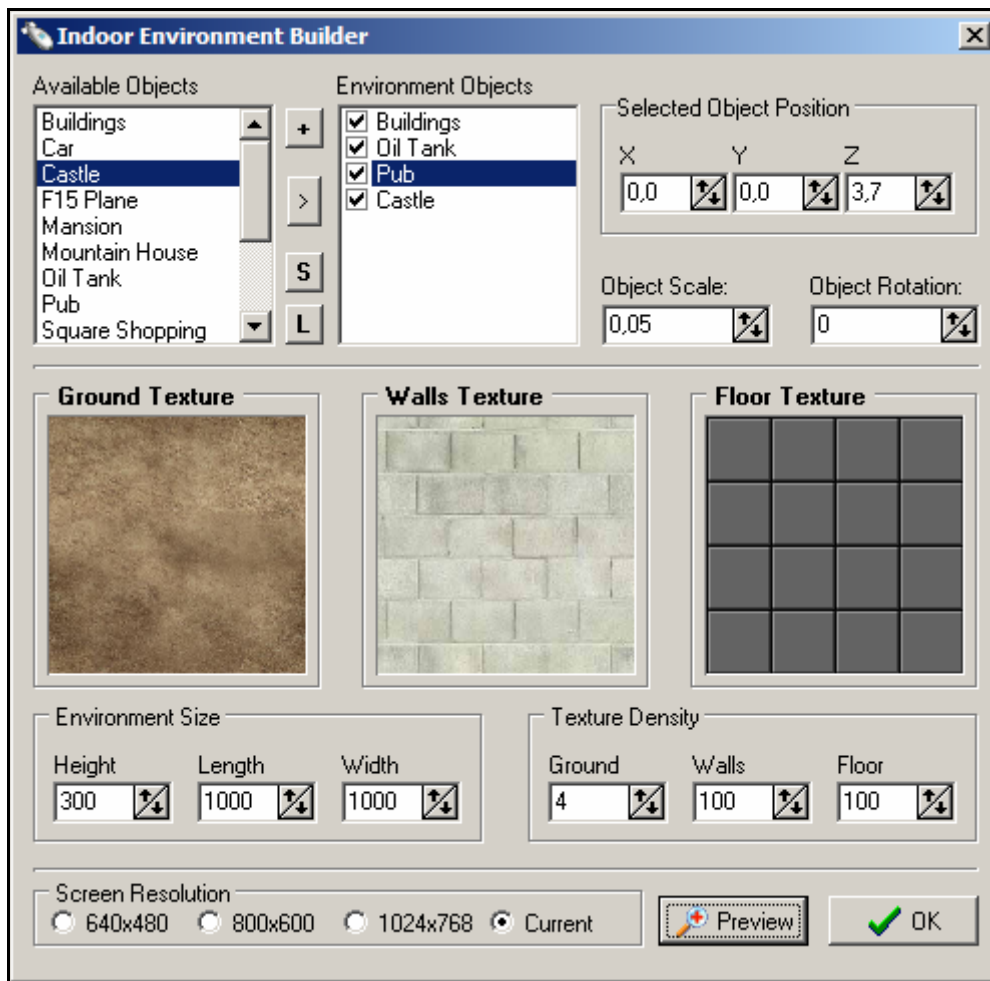 Indoor Environment Builder
Available Objects
Buildings
Car
Castle
F15 Plane
Mansion
Mountain House
Oil Tank
Pub
Square Shopping
+
>
S
L
Environment Objects
Buildings
Oil Tank
Pub
Castle
Selected Object Position
X Y Z
0,0 0,0 3,7
Object Scale: Object Rotation:
0,05 0
Ground Texture Walls Texture Floor Texture
Environment Size
Height Length Width
300 1000 1000
Texture Density
Ground Walls Floor
4 100 100
Screen Resolution
640x480 800x600 1024x768 Current
Preview OK